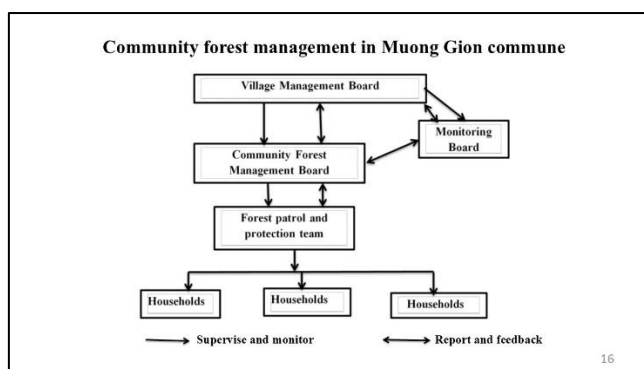 Community forest management in Muong Gion commune
Village Management Board
Monitoring
Board
Community Forest
Management Board
Forest patrol and
protection team
Households
Households
Households
Supervise and monitor
Report and feedback
16